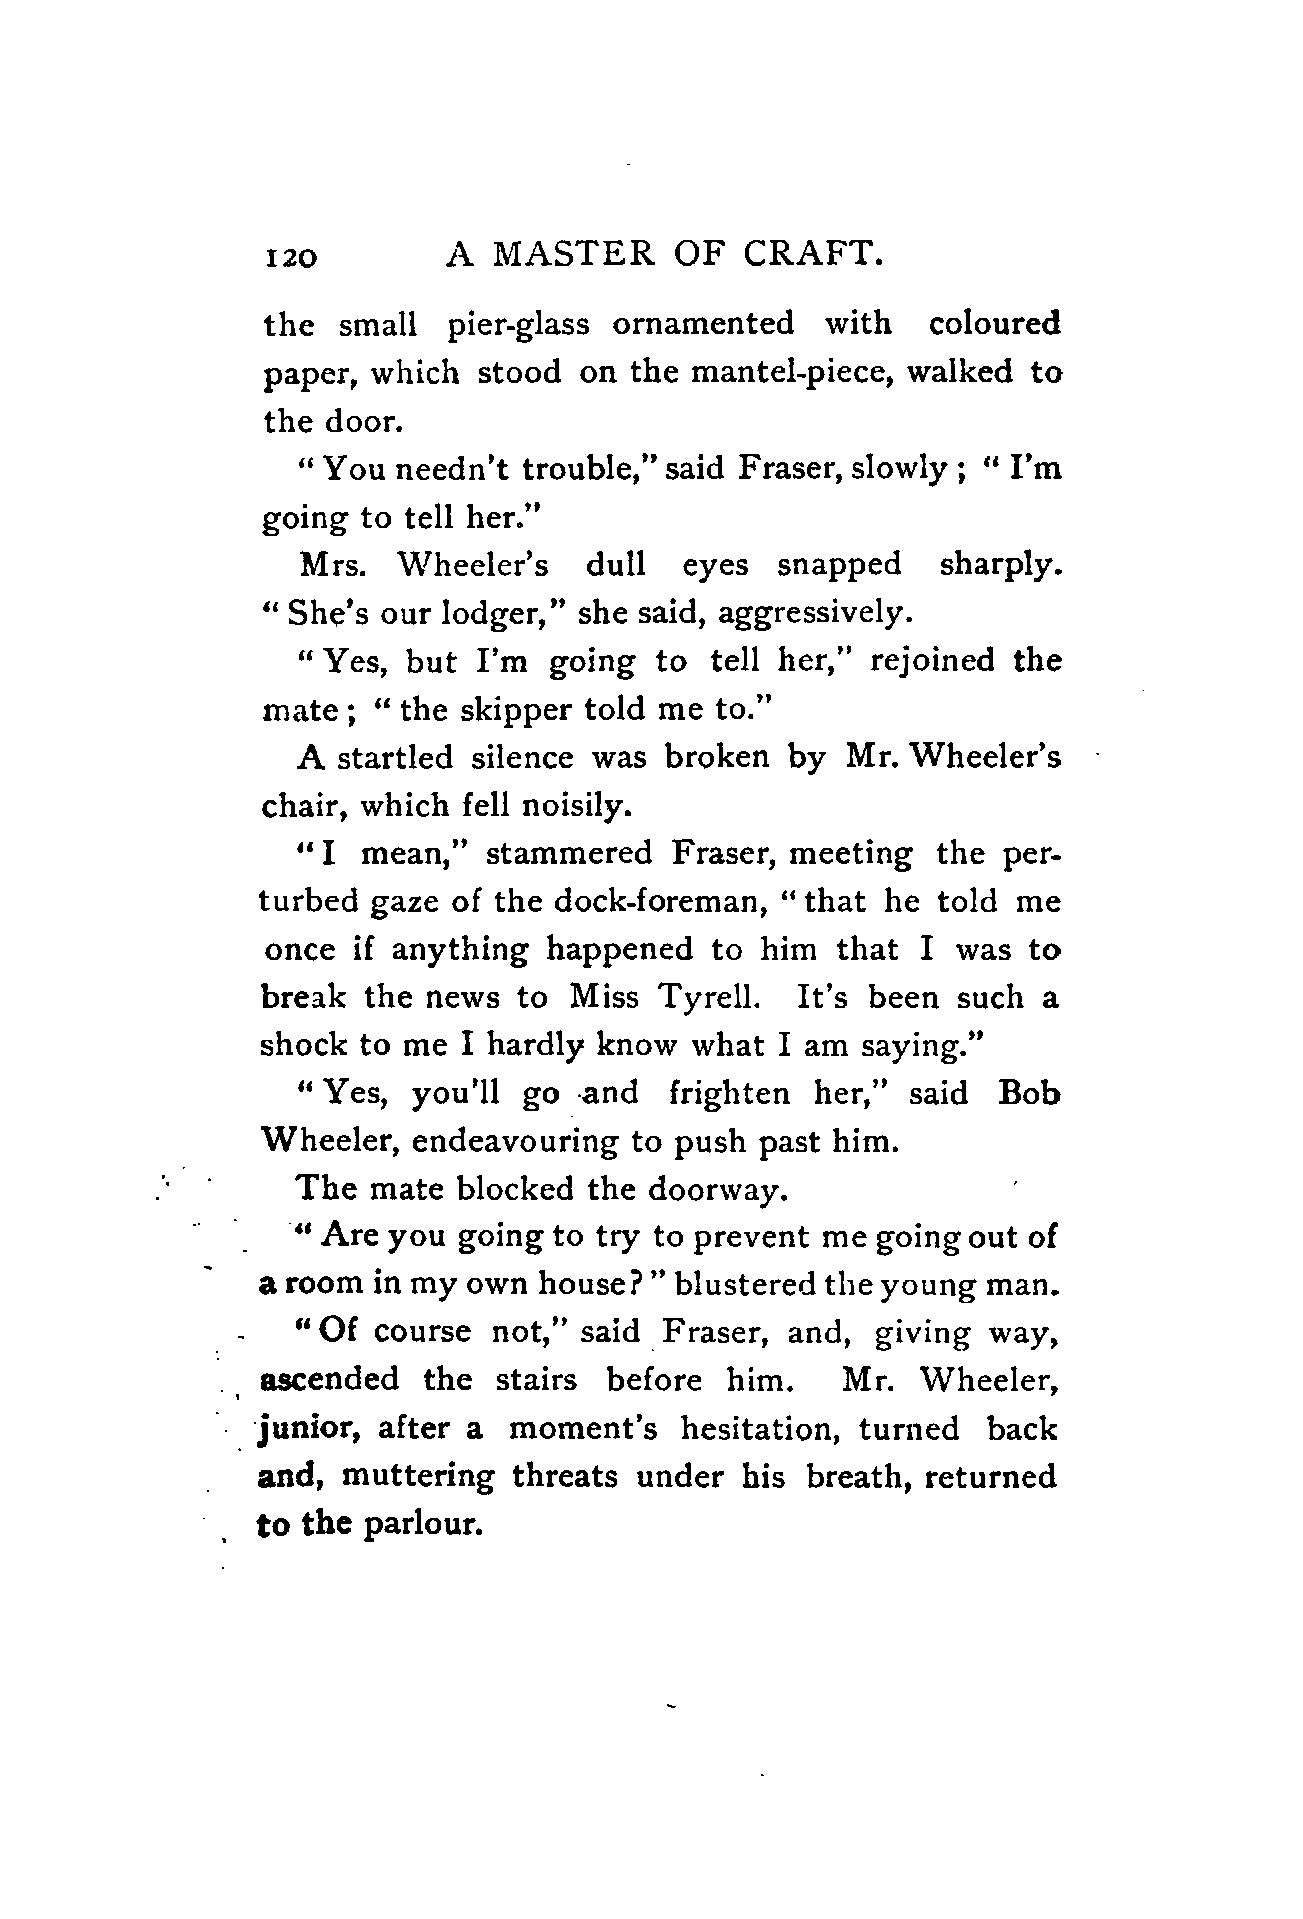 120 A MASTER OF CRAFT.
the small pier-glass ornamented with coloured
paper, which stood on the mantel-piece, walked to
the door.
“ You needn't trouble,” said Fraser, slowly ; “ I'm
going to tell her.”
Mrs. Wheeler's dull eyes snapped sharply.
“ She's our lodger,” she said, aggressively.
“ Yes, but I'm going to tell her,” rejoined the
mate ; “ the skipper told me to.”
A startled silence was broken by Mr. Wheeler's
chair, which fell noisily.
“ I mean,” stammered Fraser, meeting the per-
turbed gaze of the dock-foreman, “ that he told me
once if anything happened to him that I was to
break the news to Miss Tyrell. It's been such a
shock to me I hardly know what I am saying.”
“ Yes, you'll go and frighten her,” said Bob
Wheeler, endeavouring to push past him.
The mate blocked the doorway.
“ Are you going to try to prevent me going out of
a room in my own house? ” blustered the young man.
“ Of course not,” said Fraser, and, giving way,
ascended the stairs before him. Mr. Wheeler,
junior, after a moment's hesitation, turned back
and, muttering threats under his breath, returned
to the parlour.